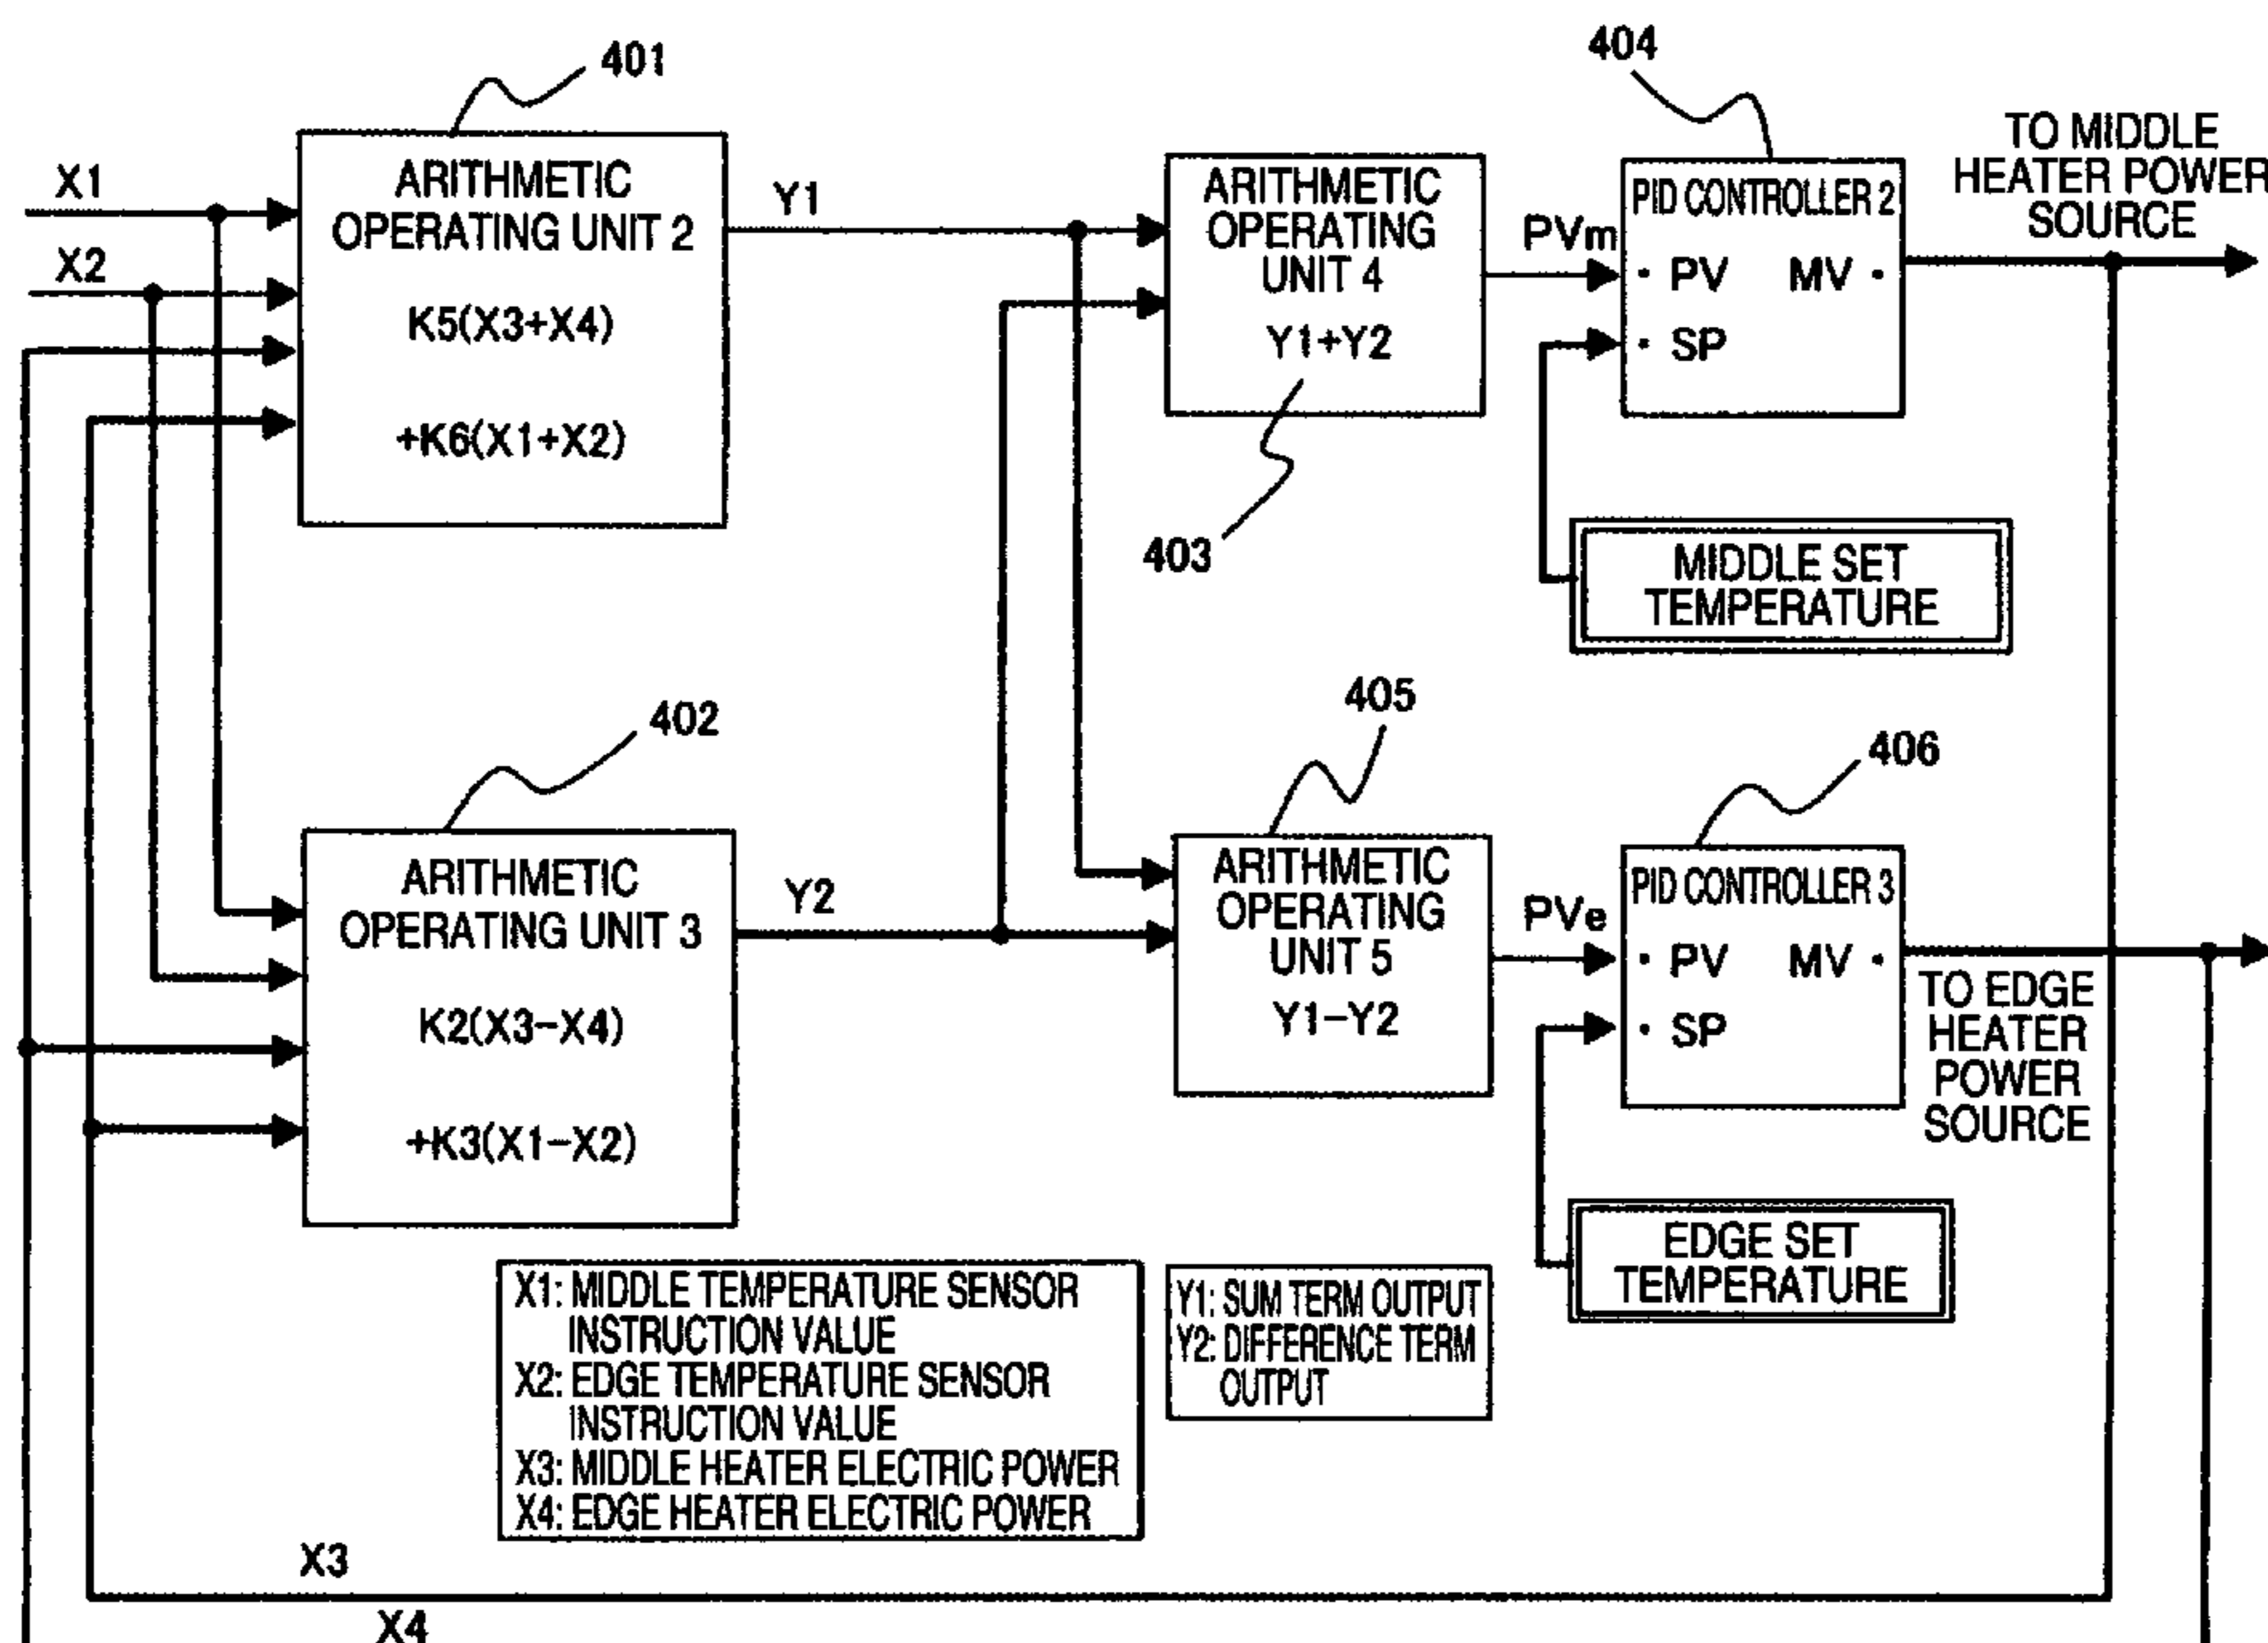 401
404
TO MIDDLE
HEATER POWER
SOURCE
X1
X2
ARITHMETIC
OPERATING UNIT 2
K5(X3+X4)
+K6(X1+X2)
Y1
ARITHMETIC
OPERATING
UNIT 4
Y1+Y2
403
PVm
PID CONTROLLER 2
· PV MV ·
· SP
MIDDLE SET
TEMPERATURE
402
405
406
ARITHMETIC
OPERATING UNIT 3
K2(X3−X4)
+K3(X1−X2)
Y2
ARITHMETIC
OPERATING
UNIT 5
Y1−Y2
PVe
PID CONTROLLER 3
· PV MV ·
· SP
TO EDGE
HEATER
POWER
SOURCE
EDGE SET
TEMPERATURE
X1: MIDDLE TEMPERATURE SENSOR
INSTRUCTION VALUE
X2: EDGE TEMPERATURE SENSOR
INSTRUCTION VALUE
X3: MIDDLE HEATER ELECTRIC POWER
X4: EDGE HEATER ELECTRIC POWER
Y1: SUM TERM OUTPUT
Y2: DIFFERENCE TERM
OUTPUT
X3
X4